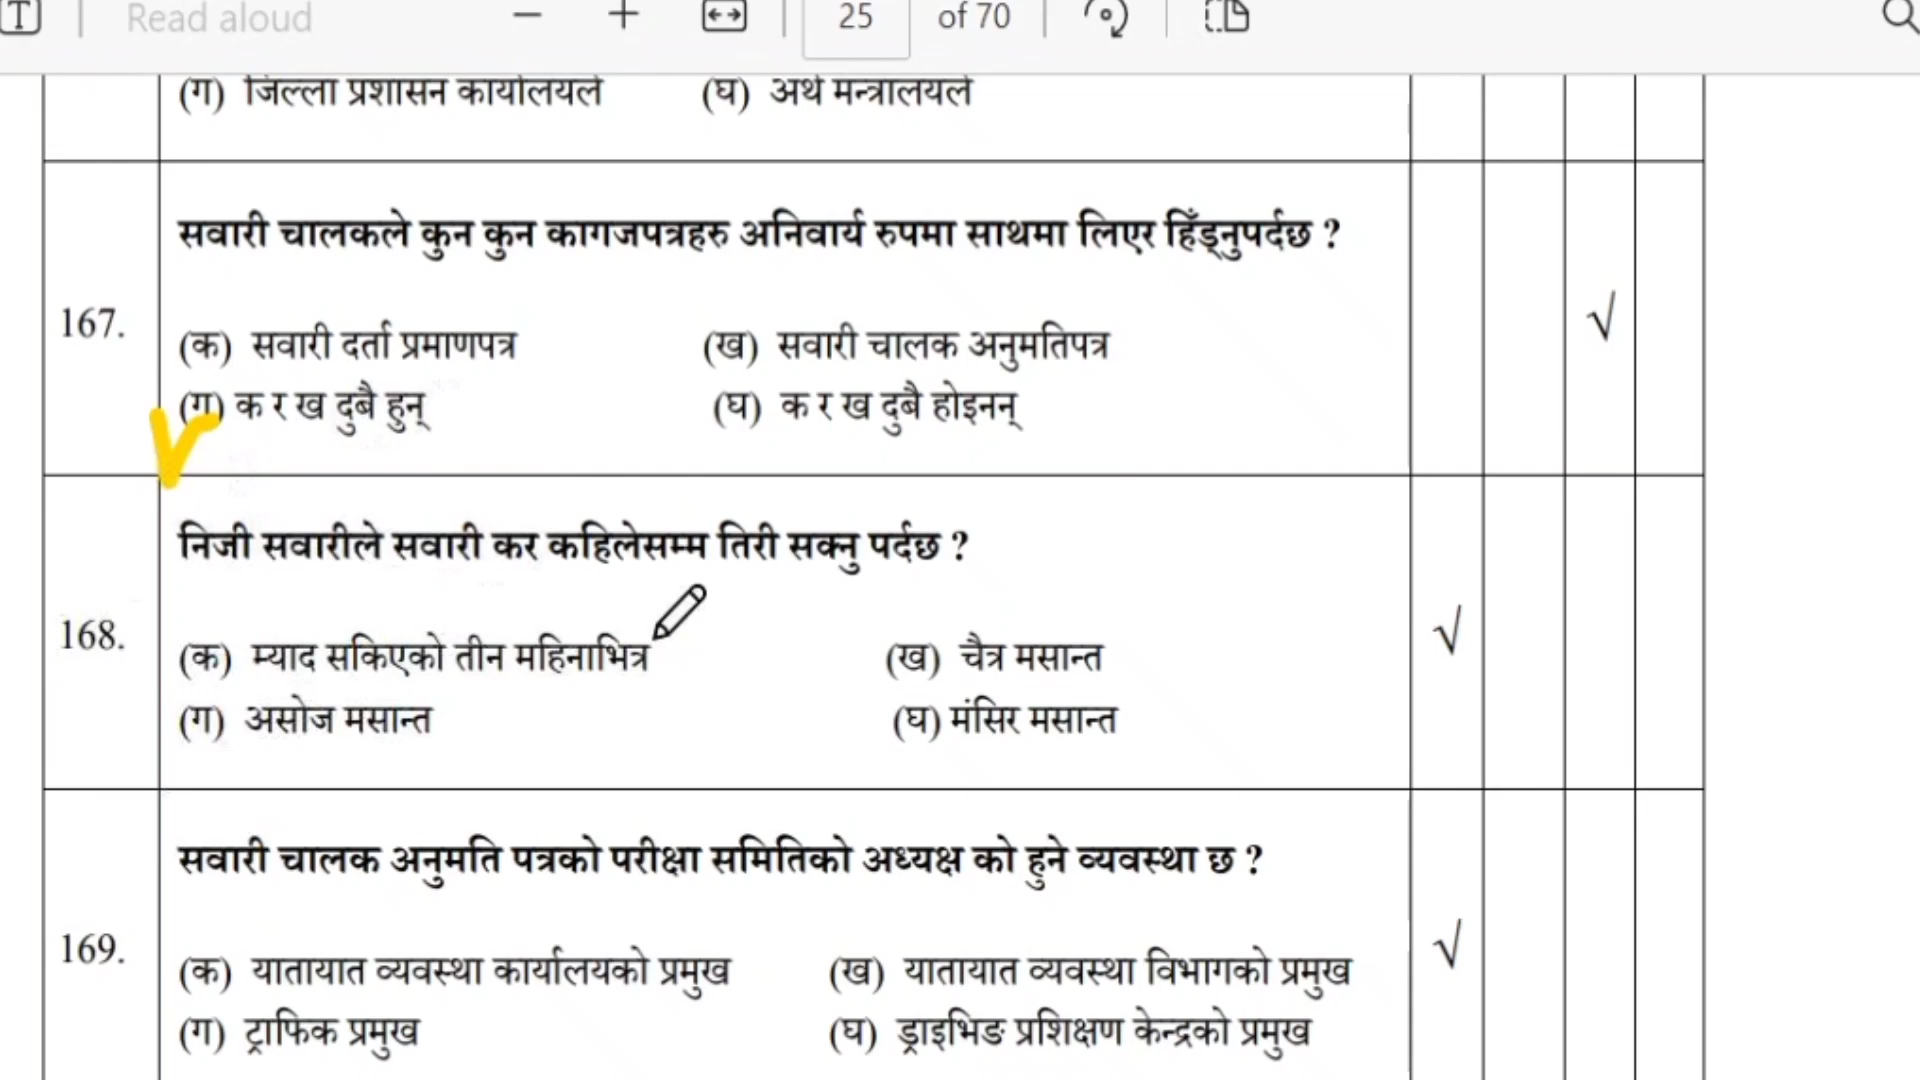 T Read aloud 25 of 70
(ग) जिल्ला प्रशासन कार्यालयले (घ) अर्थ मन्त्रालयले
सवारी चालकले कुन कुन कागजपत्रहरु अनिवार्य रुपमा साथमा लिएर हिँड्नुपर्दछ ?
167.
(क) सवारी दर्ता प्रमाणपत्र (ख) सवारी चालक अनुमतिपत्र
(ग) क र ख दुबै हुन् (घ) क र ख दुबै होइनन्
निजी सवारीले सवारी कर कहिलेसम्म तिरी सक्नु पर्दछ ?
168.
(क) म्याद सकिएको तीन महिनाभित्र (ख) चैत्र मसान्त
(ग) असोज मसान्त (घ) मंसिर मसान्त
सवारी चालक अनुमति पत्रको परीक्षा समितिको अध्यक्ष को हुने व्यवस्था छ ?
169.
(क) यातायात व्यवस्था कार्यालयको प्रमुख (ख) यातायात व्यवस्था विभागको प्रमुख
(ग) ट्राफिक प्रमुख (घ) ड्राइभिङ प्रशिक्षण केन्द्रको प्रमुख